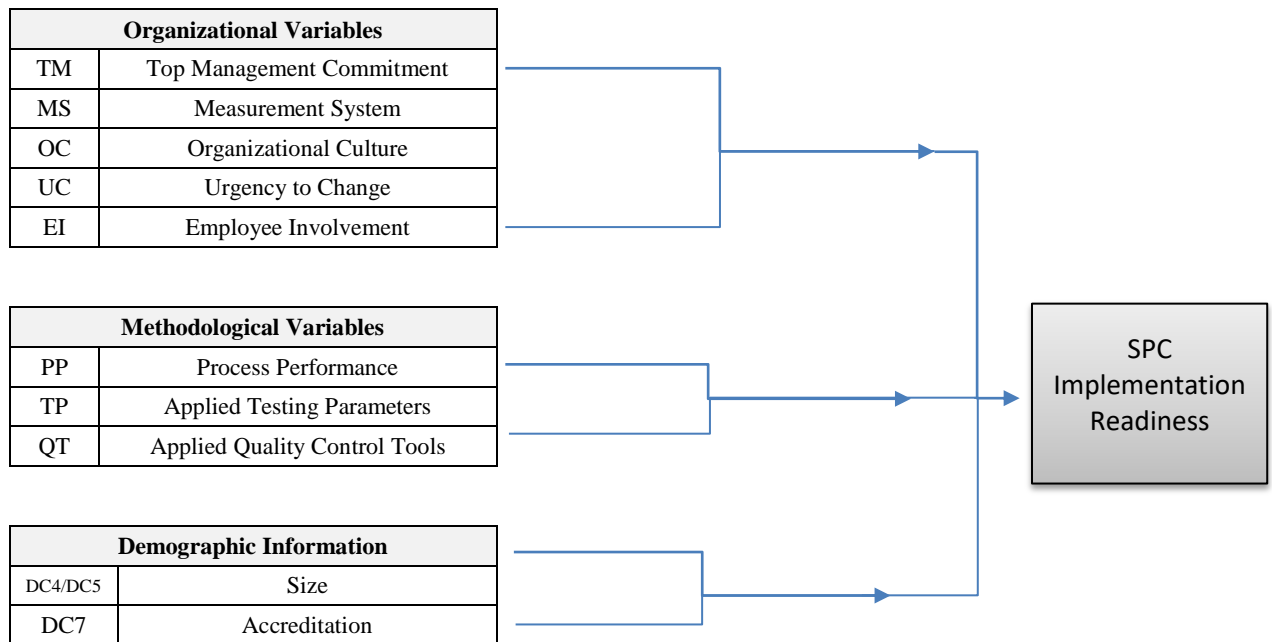 Organizational Variables
TM Top Management Commitment
MS Measurement System
OC Organizational Culture
UC Urgency to Change
EI Employee Involvement
Methodological Variables
PP Process Performance
TP Applied Testing Parameters
QT Applied Quality Control Tools
Demographic Information
DC4/DC5 Size
DC7 Accreditation
SPC
Implementation
Readiness